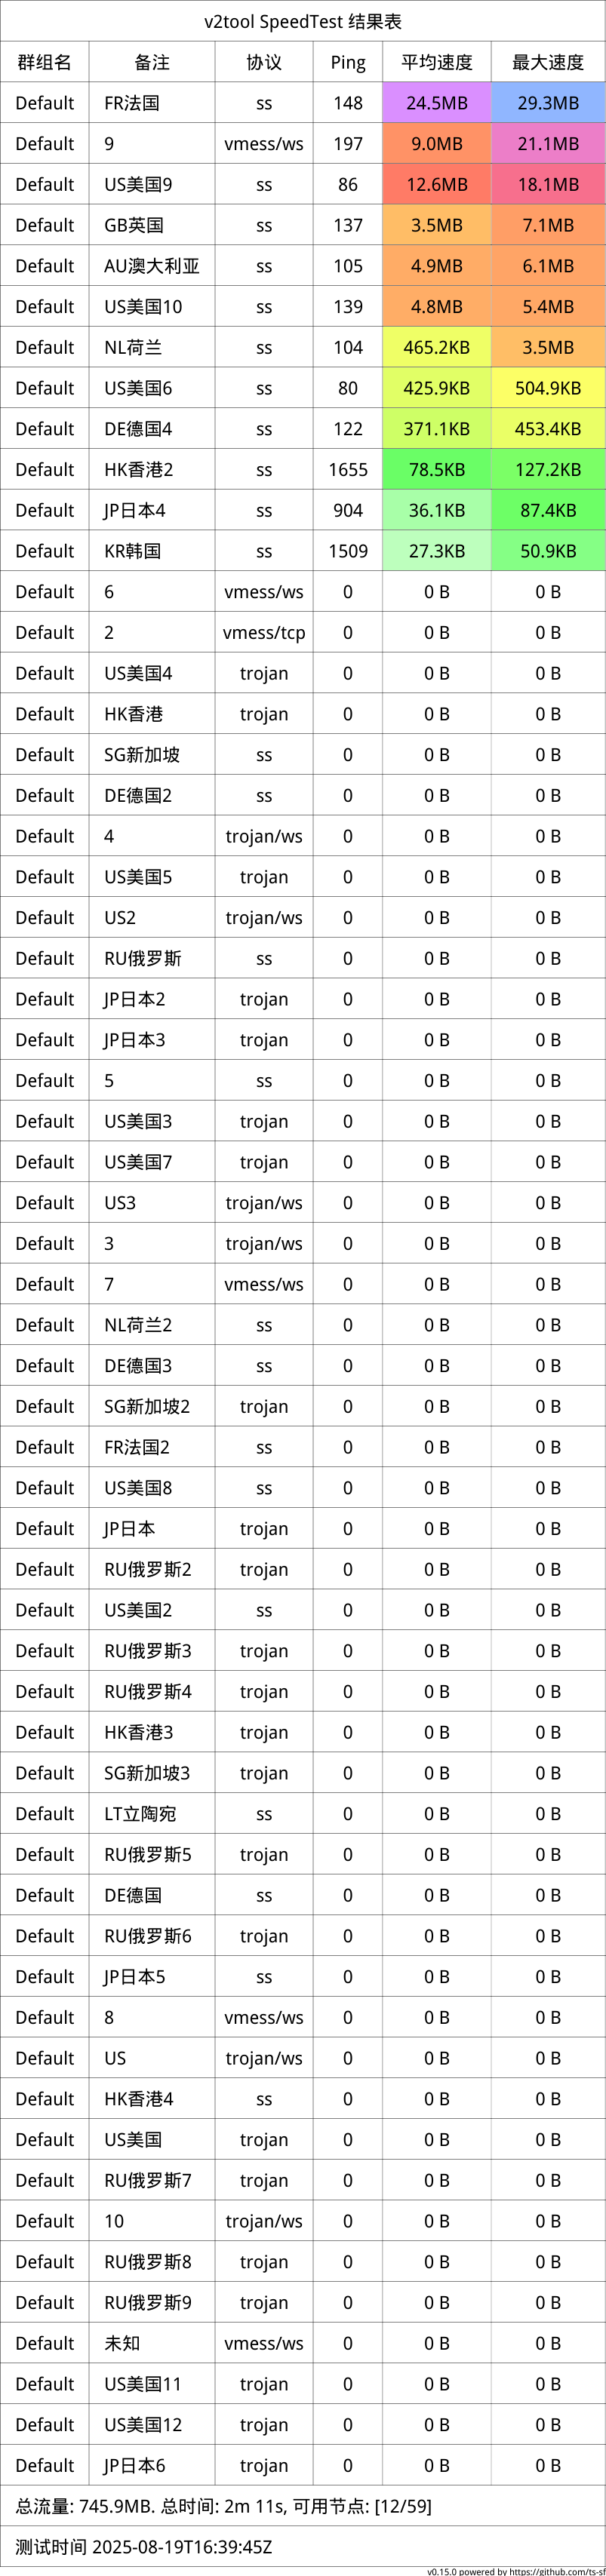 v2tool SpeedTest 结果表
群组名 备注 协议 Ping 平均速度 最大速度
Default FR法国 ss 148 24.5MB 29.3MB
Default 9 vmess/ws 197 9.0MB 21.1MB
Default US美国9 ss 86 12.6MB 18.1MB
Default GB英国 ss 137 3.5MB 7.1MB
Default AU澳大利亚 ss 105 4.9MB 6.1MB
Default US美国10 ss 139 4.8MB 5.4MB
Default NL荷兰 ss 104 465.2KB 3.5MB
Default US美国6 ss 80 425.9KB 504.9KB
Default DE德国4 ss 122 371.1KB 453.4KB
Default HK香港2 ss 1655 78.5KB 127.2KB
Default JP日本4 ss 904 36.1KB 87.4KB
Default KR韩国 ss 1509 27.3KB 50.9KB
Default 6 vmess/ws 0 0 B 0 B
Default 2 vmess/tcp 0 0 B 0 B
Default US美国4 trojan 0 0 B 0 B
Default HK香港 trojan 0 0 B 0 B
Default SG新加坡 ss 0 0 B 0 B
Default DE德国2 ss 0 0 B 0 B
Default 4 trojan/ws 0 0 B 0 B
Default US美国5 trojan 0 0 B 0 B
Default US2 trojan/ws 0 0 B 0 B
Default RU俄罗斯 ss 0 0 B 0 B
Default JP日本2 trojan 0 0 B 0 B
Default JP日本3 trojan 0 0 B 0 B
Default 5 ss 0 0 B 0 B
Default US美国3 trojan 0 0 B 0 B
Default US美国7 trojan 0 0 B 0 B
Default US3 trojan/ws 0 0 B 0 B
Default 3 trojan/ws 0 0 B 0 B
Default 7 vmess/ws 0 0 B 0 B
Default NL荷兰2 ss 0 0 B 0 B
Default DE德国3 ss 0 0 B 0 B
Default SG新加坡2 trojan 0 0 B 0 B
Default FR法国2 ss 0 0 B 0 B
Default US美国8 ss 0 0 B 0 B
Default JP日本 trojan 0 0 B 0 B
Default RU俄罗斯2 trojan 0 0 B 0 B
Default US美国2 ss 0 0 B 0 B
Default RU俄罗斯3 trojan 0 0 B 0 B
Default RU俄罗斯4 trojan 0 0 B 0 B
Default HK香港3 trojan 0 0 B 0 B
Default SG新加坡3 trojan 0 0 B 0 B
Default LT立陶宛 ss 0 0 B 0 B
Default RU俄罗斯5 trojan 0 0 B 0 B
Default DE德国 ss 0 0 B 0 B
Default RU俄罗斯6 trojan 0 0 B 0 B
Default JP日本5 ss 0 0 B 0 B
Default 8 vmess/ws 0 0 B 0 B
Default US trojan/ws 0 0 B 0 B
Default HK香港4 ss 0 0 B 0 B
Default US美国 trojan 0 0 B 0 B
Default RU俄罗斯7 trojan 0 0 B 0 B
Default 10 trojan/ws 0 0 B 0 B
Default RU俄罗斯8 trojan 0 0 B 0 B
Default RU俄罗斯9 trojan 0 0 B 0 B
Default 未知 vmess/ws 0 0 B 0 B
Default US美国11 trojan 0 0 B 0 B
Default US美国12 trojan 0 0 B 0 B
Default JP日本6 trojan 0 0 B 0 B
总流量: 745.9MB. 总时间: 2m 11s, 可用节点: [12/59]
测试时间 2025-08-19T16:39:45Z
v0.15.0 powered by https://github.com/ts-sf